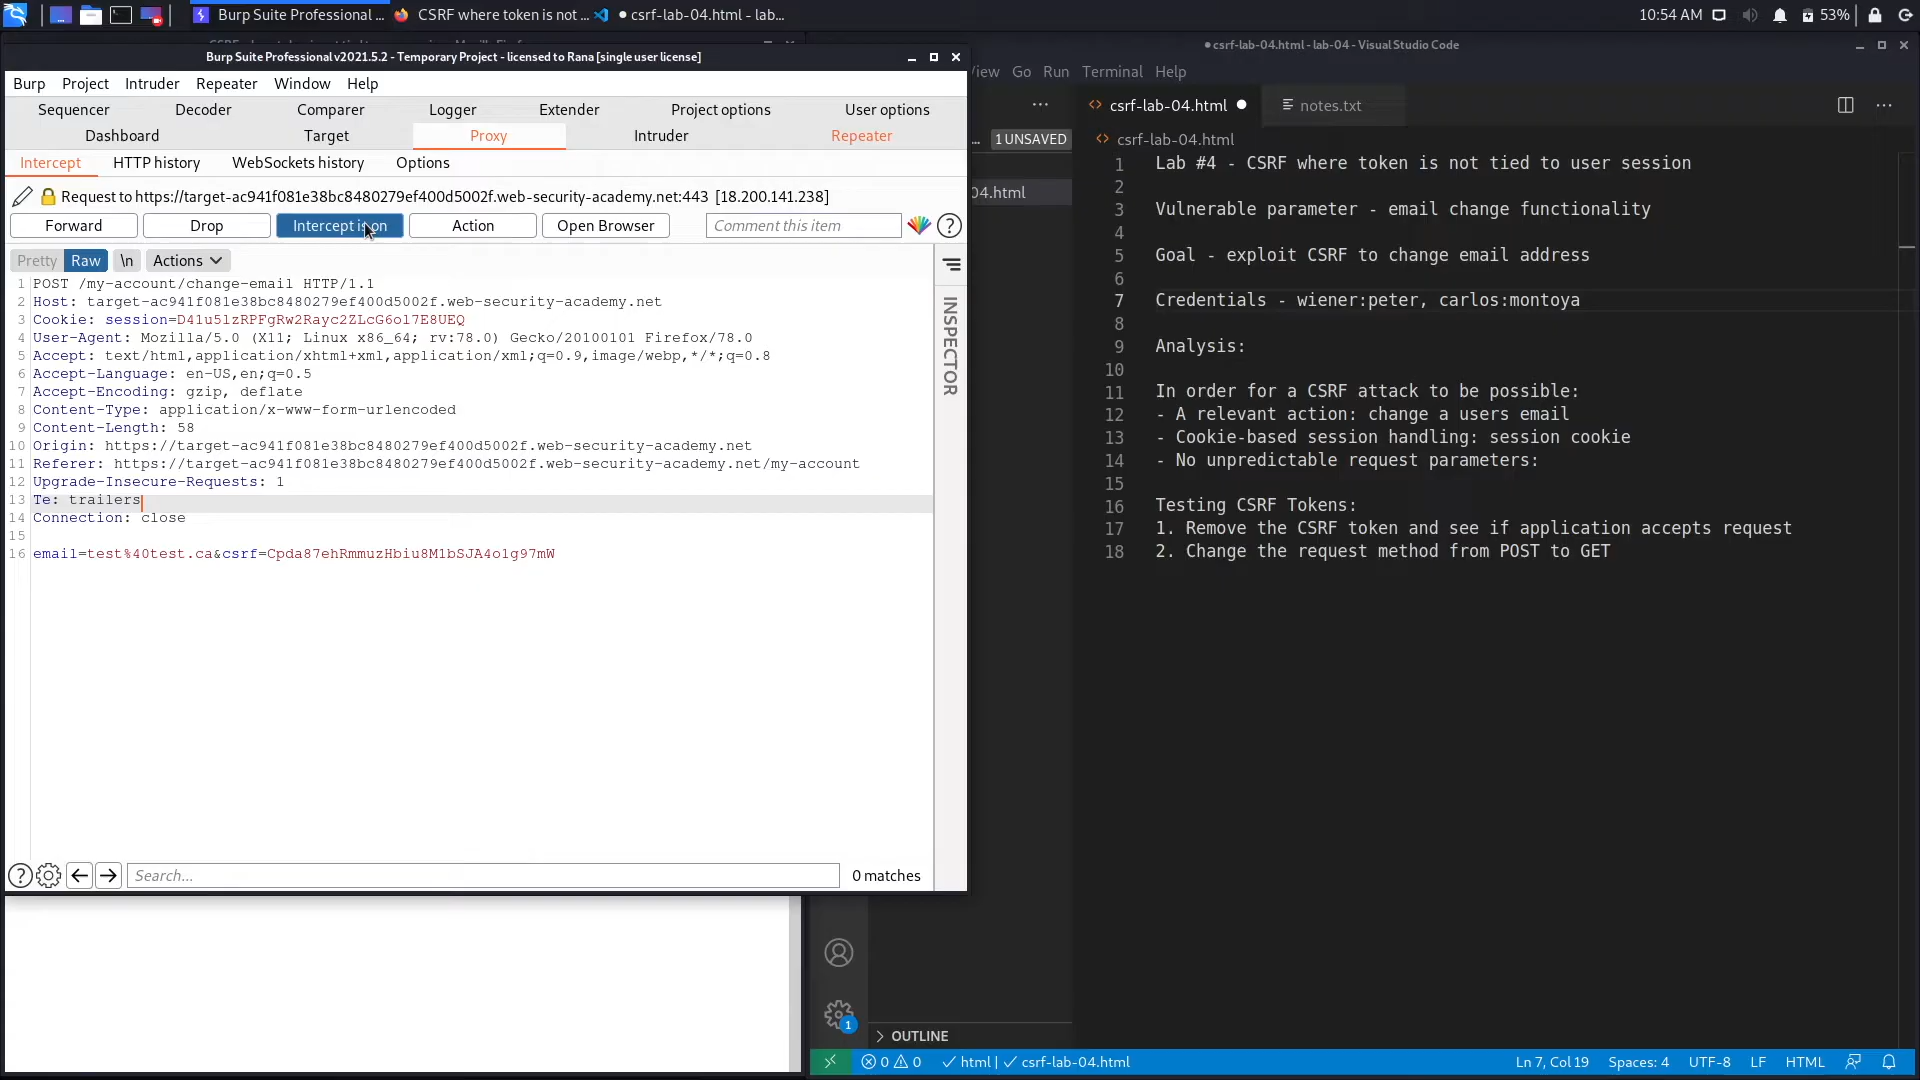 Burp Suite Professional ...
CSRF where token is not ...
● csrf-lab-04.html - lab...
10:54 AM
53%
Burp Suite Professional v2021.5.2 - Temporary Project - licensed to Rana [single user license]
Burp Project Intruder Repeater Window Help
Sequencer Decoder Comparer Logger Extender Project options User options
Dashboard Target Proxy Intruder Repeater
Intercept HTTP history WebSockets history Options
Request to https://target-ac941f081e38bc8480279ef400d5002f.web-security-academy.net:443 [18.200.141.238]
Forward Drop Intercept is on Action Open Browser Comment this item ?
Pretty Raw \n Actions
INSPECTOR
1 POST /my-account/change-email HTTP/1.1
2 Host: target-ac941f081e38bc8480279ef400d5002f.web-security-academy.net
3 Cookie: session=D41u5lzRPFgRw2Rayc2ZLcG6ol7E8UEQ
4 User-Agent: Mozilla/5.0 (X11; Linux x86_64; rv:78.0) Gecko/20100101 Firefox/78.0
5 Accept: text/html,application/xhtml+xml,application/xml;q=0.9,image/webp,*/*;q=0.8
6 Accept-Language: en-US,en;q=0.5
7 Accept-Encoding: gzip, deflate
8 Content-Type: application/x-www-form-urlencoded
9 Content-Length: 58
10 Origin: https://target-ac941f081e38bc8480279ef400d5002f.web-security-academy.net
11 Referer: https://target-ac941f081e38bc8480279ef400d5002f.web-security-academy.net/my-account
12 Upgrade-Insecure-Requests: 1
13 Te: trailers
14 Connection: close
15
16 email=test%40test.ca&csrf=Cpda87ehRmmuzHbiu8M1bSJA4o1g97mW
? Search... 0 matches
● csrf-lab-04.html - lab-04 - Visual Studio Code
View Go Run Terminal Help
... csrf-lab-04.html ● notes.txt ...
... 1 UNSAVED
04.html
csrf-lab-04.html
1 Lab #4 - CSRF where token is not tied to user session
2
3 Vulnerable parameter - email change functionality
4
5 Goal - exploit CSRF to change email address
6
7 Credentials - wiener:peter, carlos:montoya
8
9 Analysis:
10
11 In order for a CSRF attack to be possible:
12 - A relevant action: change a users email
13 - Cookie-based session handling: session cookie
14 - No unpredictable request parameters:
15
16 Testing CSRF Tokens:
17 1. Remove the CSRF token and see if application accepts request
18 2. Change the request method from POST to GET
1
OUTLINE
0 0 ✓ html | ✓ csrf-lab-04.html Ln 7, Col 19 Spaces: 4 UTF-8 LF HTML